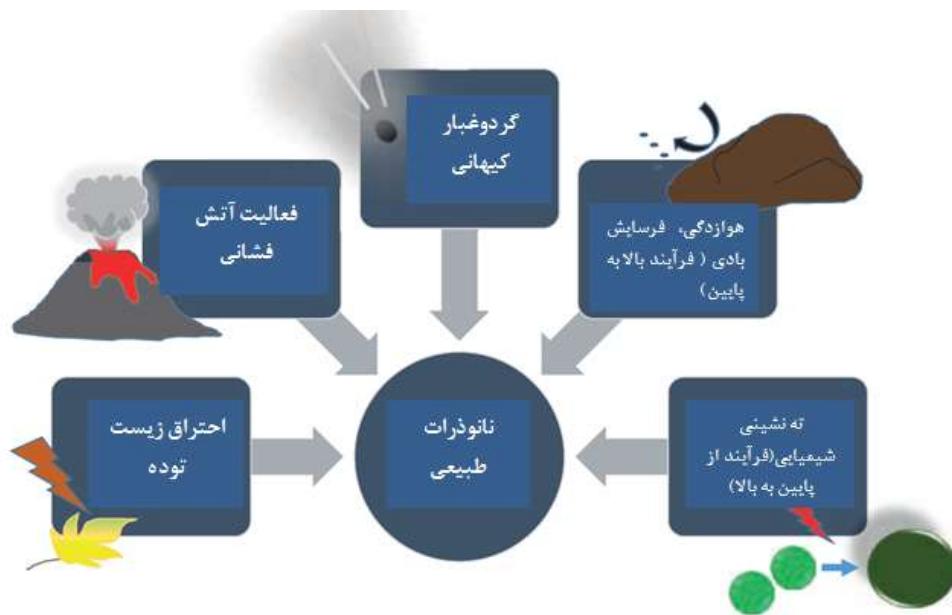 گردوغبار
کیهانی
هوازدگی، فرسایش
بادی ( فرآیند بالا به
پایین)
فعالیت آتش
فشانی
ته نشینی
شیمیایی(فرآیند از
پایین به بالا)
نانوذرات
طبیعی
احتراق زیست
توده